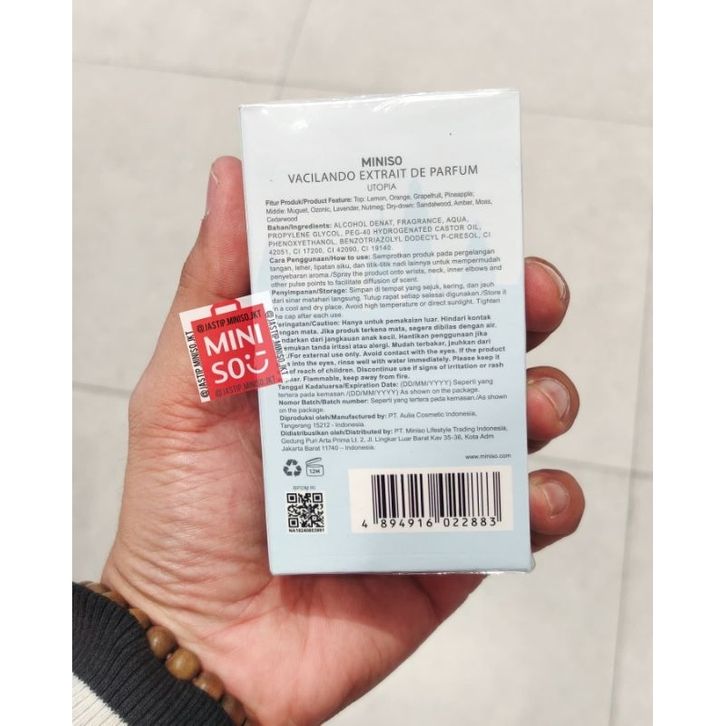 MINISO
VACILANDO EXTRAIT DE PARFUM
UTOPIA
Fitur Produk/Product Feature: Top: Lemon, Orange, Grapefruit, Pineapple;
Middle: Muguet, Ozonic, Lavender, Nutmeg; Dry-down: Sandalwood, Amber, Moss,
Cedarwood
Bahan/Ingredients: ALCOHOL DENAT, FRAGRANCE, AQUA,
PROPYLENE GLYCOL, PEG-40 HYDROGENATED CASTOR OIL,
PHENOXYETHANOL, BENZOTRIAZOLYL DODECYL P-CRESOL, CI
42051, CI 17200, CI 42090, CI 19140.
Cara Penggunaan/How to use: Semprotkan produk pada pergelangan
tangan, leher, lipatan siku, dan titik-titik nadi lainnya untuk mempermudah
penyebaran aroma./Spray the product onto wrists, neck, inner elbows and
other pulse points to facilitate diffusion of scent.
Penyimpanan/Storage: Simpan di tempat yang sejuk, kering, dan jauh
dari sinar matahari langsung. Tutup rapat setiap selesai digunakan./Store it
in a cool and dry place. Avoid high temperature or direct sunlight. Tighten
cap after each use.
Peringatan/Caution: Hanya untuk pemakaian luar. Hindari kontak
dengan mata. Jika produk terkena mata, segera dibilas dengan air.
dari jangkauan anak kecil. Hentikan penggunaan jika
tanda iritasi atau alergi. Mudah terbakar, jauhkan dari
For external use only. Avoid contact with the eyes. If the product
into the eyes, rinse well with water immediately. Please keep it
of reach of children. Discontinue use if signs of irritation or rash
Flammable, keep away from fire.
Tanggal Kadaluarsa/Expiration Date: (DD/MM/YYYY) Seperti yang
tertera pada kemasan./(DD/MM/YYYY) As shown on the package.
Nomor Batch/Batch number: Seperti yang tertera pada kemasan./As shown
on the package.
Diproduksi oleh/Manufactured by: PT. Aulia Cosmetic Indonesia,
Tangerang 15212 - Indonesia
Didistribusikan oleh/Distributed by: PT. Miniso Lifestyle Trading Indonesia,
Gedung Puri Arta Prima Lt. 2, Jl. Lingkar Luar Barat Kav 35-36, Kota Adm
Jakarta Barat 11740 – Indonesia.
www.miniso.com
12M
BPOM RI
4 894916 022883
@JASTIP.MINISO.JKT
MINI
SO
@JASTIP.MINISO.JKT
@JASTIP.MINISO.JKT
@JASTIP.MINISO.JKT